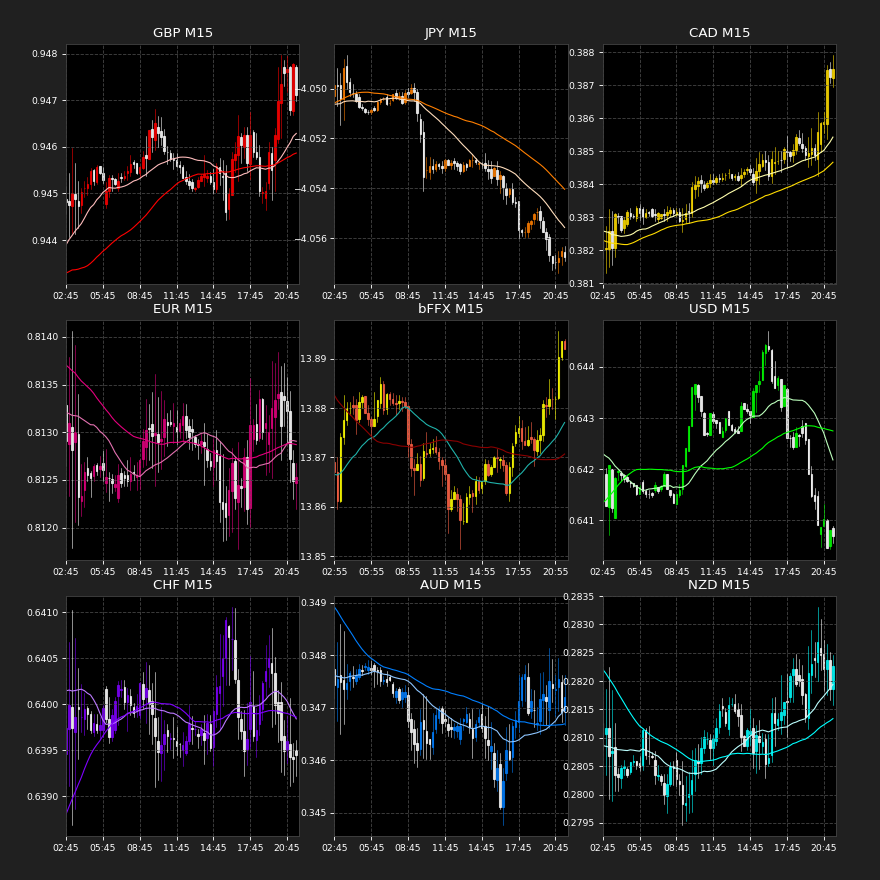 GBP M15
0.948
0.947
0.946
0.945
0.944
02:45 05:45 08:45 11:45 14:45 17:45 20:45
JPY M15
−4.050
−4.052
−4.054
−4.056
02:45 05:45 08:45 11:45 14:45 17:45 20:45
CAD M15
0.388
0.387
0.386
0.385
0.384
0.383
0.382
0.381
02:45 05:45 08:45 11:45 14:45 17:45 20:45
EUR M15
0.8140
0.8135
0.8130
0.8125
0.8120
02:45 05:45 08:45 11:45 14:45 17:45 20:45
bFFX M15
13.89
13.88
13.87
13.86
13.85
02:55 05:55 08:55 11:55 14:55 17:55 20:55
USD M15
0.644
0.643
0.642
0.641
02:45 05:45 08:45 11:45 14:45 17:45 20:45
CHF M15
0.6410
0.6405
0.6400
0.6395
0.6390
02:45 05:45 08:45 11:45 14:45 17:45 20:45
AUD M15
0.349
0.348
0.347
0.346
0.345
02:45 05:45 08:45 11:45 14:45 17:45 20:45
NZD M15
0.2835
0.2830
0.2825
0.2820
0.2815
0.2810
0.2805
0.2800
0.2795
02:45 05:45 08:45 11:45 14:45 17:45 20:45